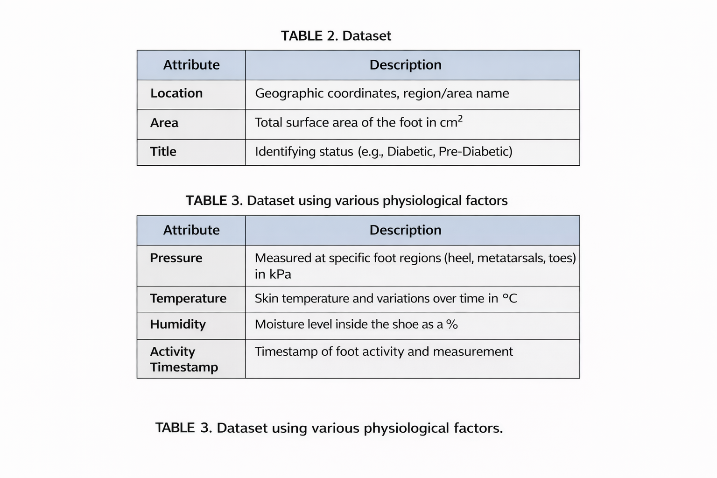 TABLE 2. Dataset
Attribute Description
Location Geographic coordinates, region/area name
Area Total surface area of the foot in cm²
Title Identifying status (e.g., Diabetic, Pre-Diabetic)
TABLE 3. Dataset using various physiological factors
Attribute Description
Pressure Measured at specific foot regions (heel, metatarsals, toes)
in kPa
Temperature Skin temperature and variations over time in °C
Humidity Moisture level inside the shoe as a %
Activity Timestamp of foot activity and measurement
Timestamp
TABLE 3. Dataset using various physiological factors.